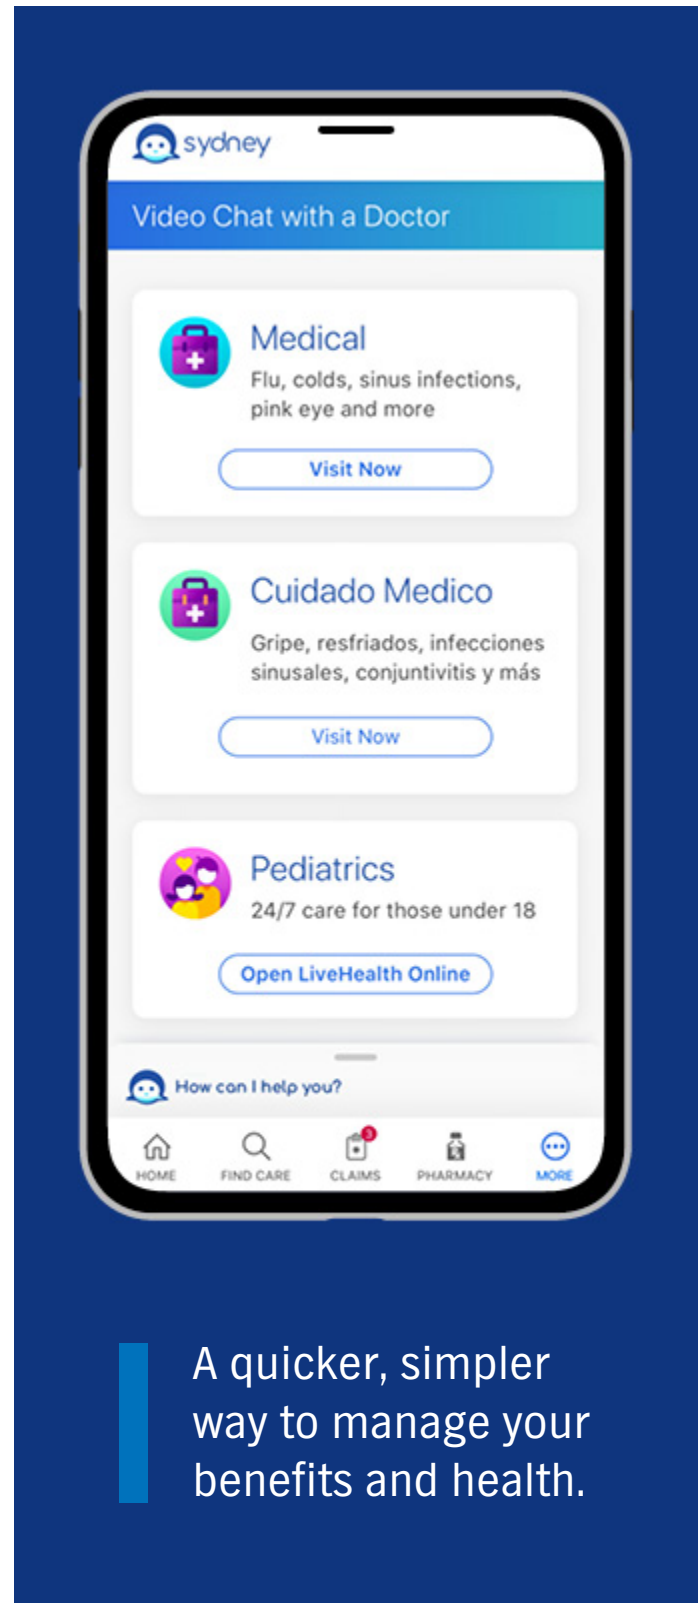 sydney
Video Chat with a Doctor
Medical
Flu, colds, sinus infections,
pink eye and more
Visit Now
Cuidado Medico
Gripe, resfriados, infecciones
sinusales, conjuntivitis y más
Visit Now
Pediatrics
24/7 care for those under 18
Open LiveHealth Online
How can I help you?
3
HOME FIND CARE CLAIMS PHARMACY MORE
A quicker, simpler
way to manage your
benefits and health.